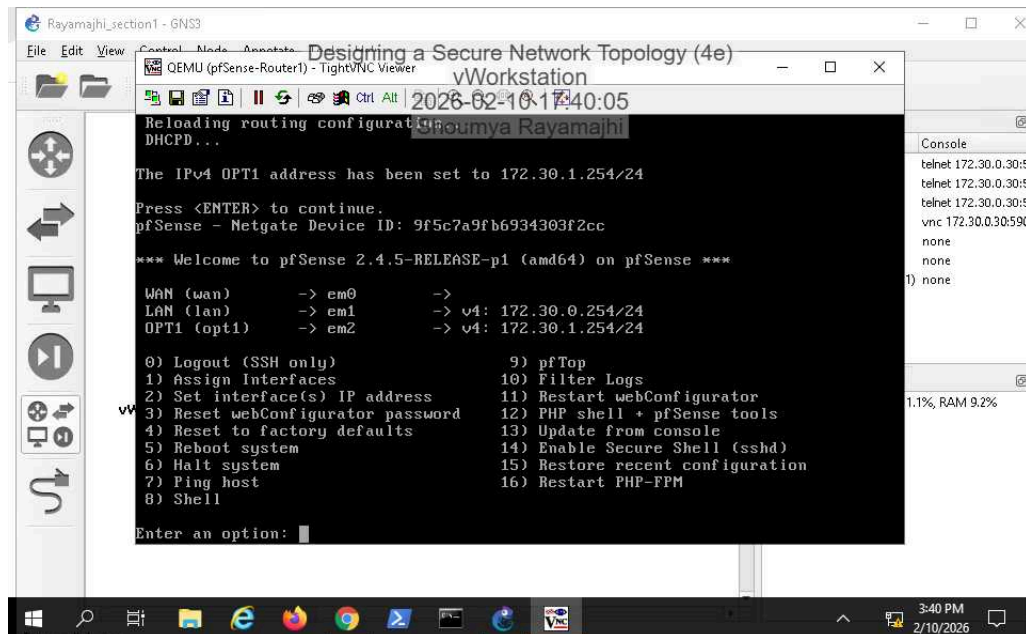 Rayamajhi_section1 - GNS3
File Edit View Control Node Annotate
Designing a Secure Network Topology (4e)
QEMU (pfSense-Router1) - TightVNC Viewer
vWorkstation
Ctrl Alt
2026-02-10 17:40:05
Shoumya Rayamajhi
Reloading routing configuration
DHCPD...
The IPv4 OPT1 address has been set to 172.30.1.254/24
Press <ENTER> to continue.
pfSense - Netgate Device ID: 9f5c7a9fb6934303f2cc
*** Welcome to pfSense 2.4.5-RELEASE-p1 (amd64) on pfSense ***
WAN (wan) -> em0 ->
LAN (lan) -> em1 -> v4: 172.30.0.254/24
OPT1 (opt1) -> em2 -> v4: 172.30.1.254/24
0) Logout (SSH only) 9) pfTop
1) Assign Interfaces 10) Filter Logs
2) Set interface(s) IP address 11) Restart webConfigurator
3) Reset webConfigurator password 12) PHP shell + pfSense tools
4) Reset to factory defaults 13) Update from console
5) Reboot system 14) Enable Secure Shell (sshd)
6) Halt system 15) Restore recent configuration
7) Ping host 16) Restart PHP-FPM
8) Shell
Enter an option:
vW
Console
telnet 172.30.0.30:5
telnet 172.30.0.30:5
telnet 172.30.0.30:5
vnc 172.30.0.30:590
none
none
1) none
1.1%, RAM 9.2%
3:40 PM
2/10/2026